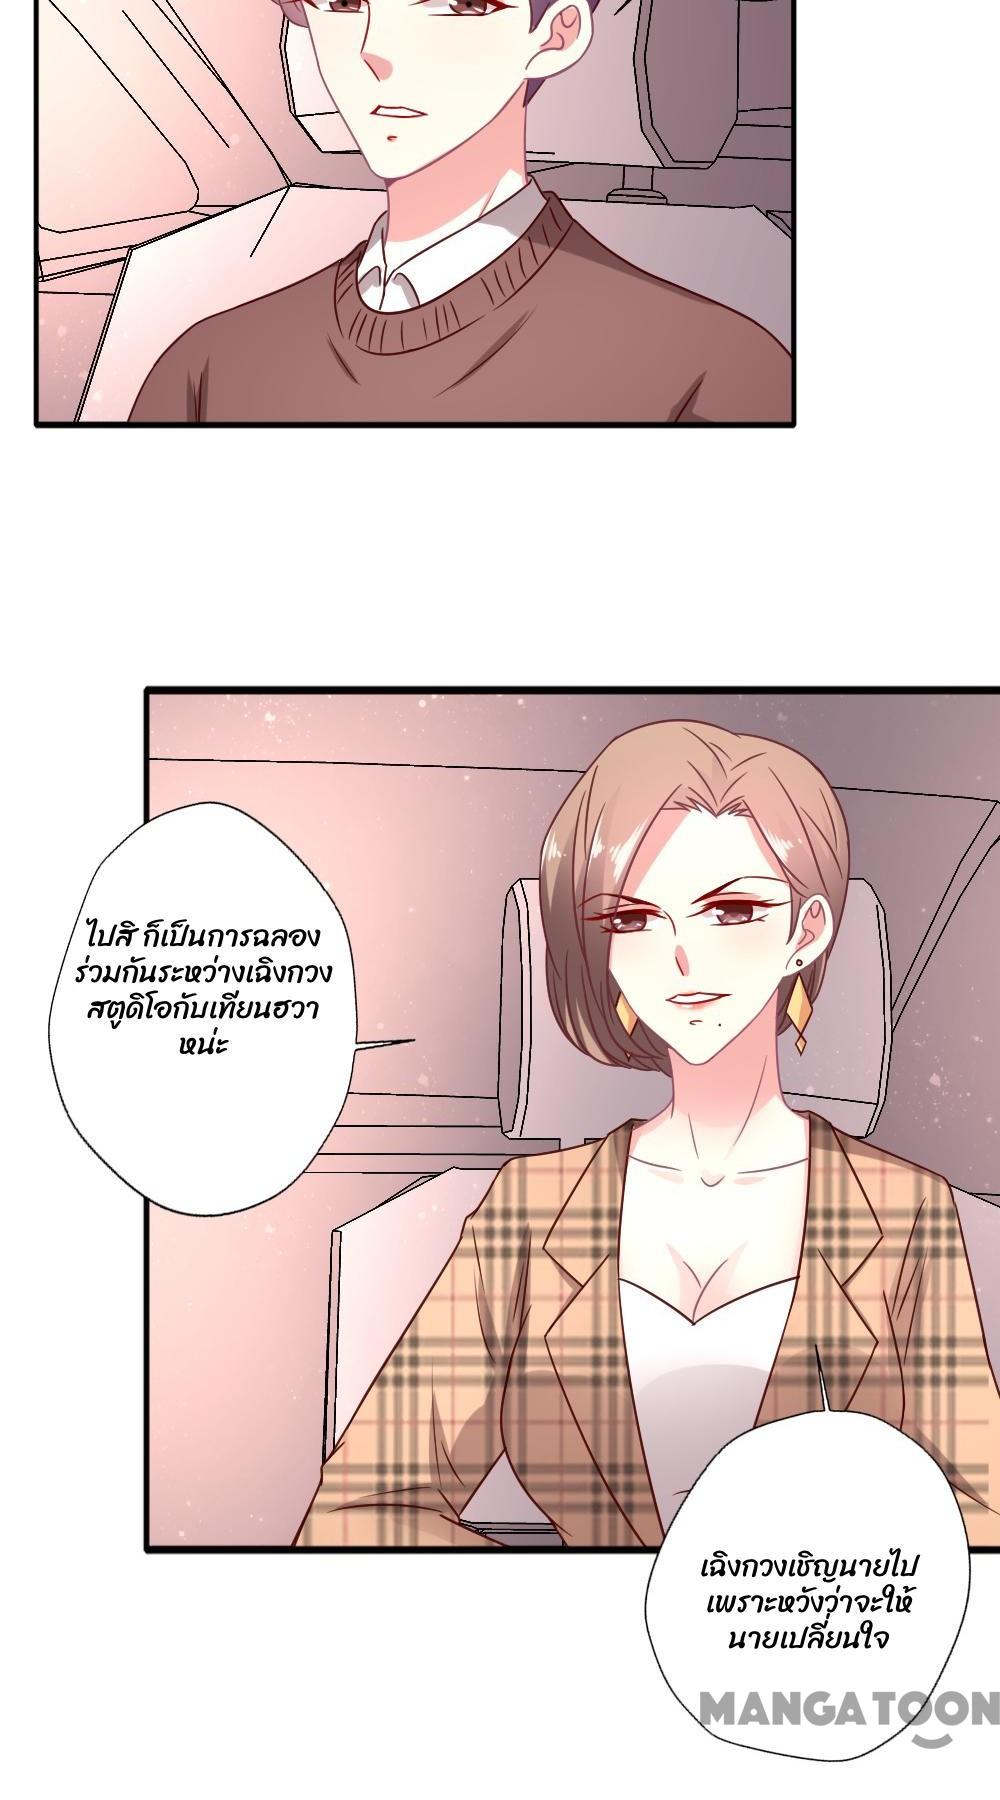 ไปสิ ก็เป็นการฉลอง
ร่วมกันระหว่างเฉิงกวง
สตูดิโอกับเทียนฮวา
หน่ะ
เฉิงกวงเชิญนายไป
เพราะหวังว่าจะให้
นายเปลี่ยนใจ
MANGATOON